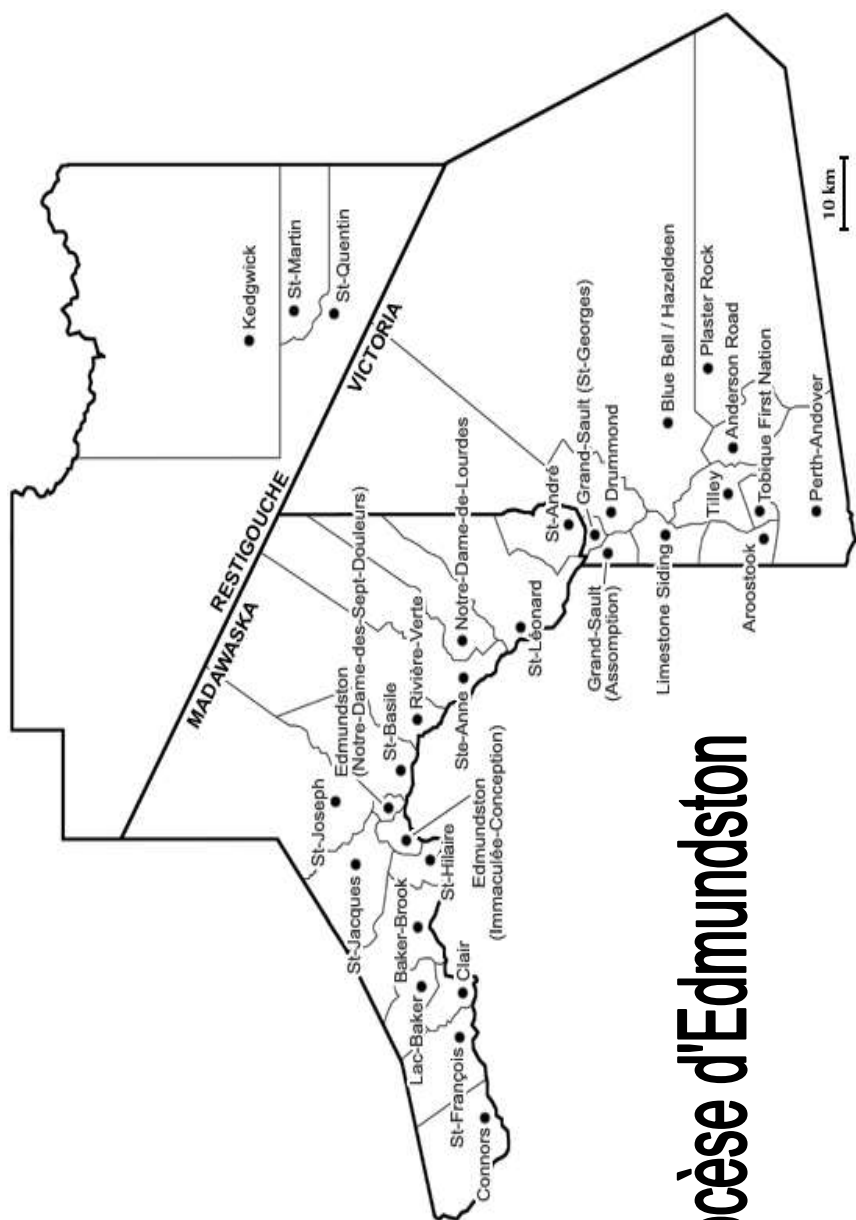 Kedgwick
St-Martin
St-Quentin
RESTIGOUCHE
VICTORIA
MADAWASKA
St-Joseph
St-Jacques
Edmundston
(Notre-Dame-des-Sept-Douleurs)
St-Basile
Rivière-Verte
Notre-Dame-de-Lourdes
Ste-Anne
St-Léonard
St-André
Grand-Sault (St-Georges)
Drummond
Grand-Sault
(Assomption)
Blue Bell / Hazeldeen
Limestone Siding
Plaster Rock
Anderson Road
Tilley
Tobique First Nation
Aroostook
Perth-Andover
Edmundston
(Immaculée-Conception)
St-Hilaire
Baker-Brook
Lac-Baker
Clair
St-François
Connors
10 km
ocèse d'Edmundston